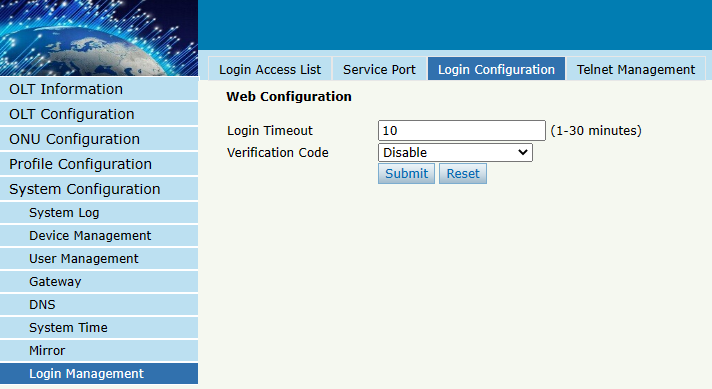 Login Access List Service Port Login Configuration Telnet Management
OLT Information
OLT Configuration
ONU Configuration
Profile Configuration
System Configuration
System Log
Device Management
User Management
Gateway
DNS
System Time
Mirror
Login Management
Web Configuration
Login Timeout 10 (1-30 minutes)
Verification Code Disable
Submit Reset